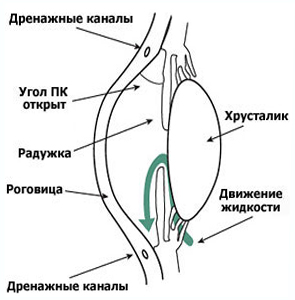 Дренажные каналы
Угол ПК
открыт
Хрусталик
Радужка
Роговица
Движение
жидкости
Дренажные каналы